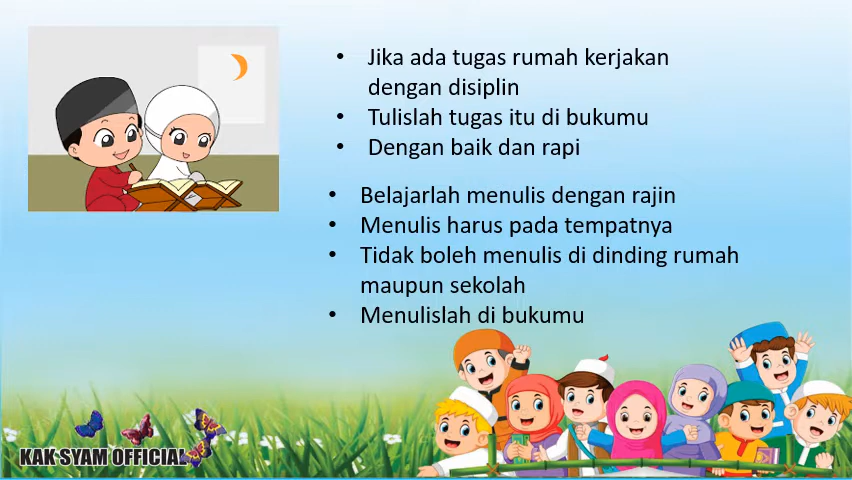 • Jika ada tugas rumah kerjakan
dengan disiplin
• Tulislah tugas itu di bukumu
• Dengan baik dan rapi
• Belajarlah menulis dengan rajin
• Menulis harus pada tempatnya
• Tidak boleh menulis di dinding rumah
maupun sekolah
• Menulislah di bukumu
KAK SYAM OFFICIAL